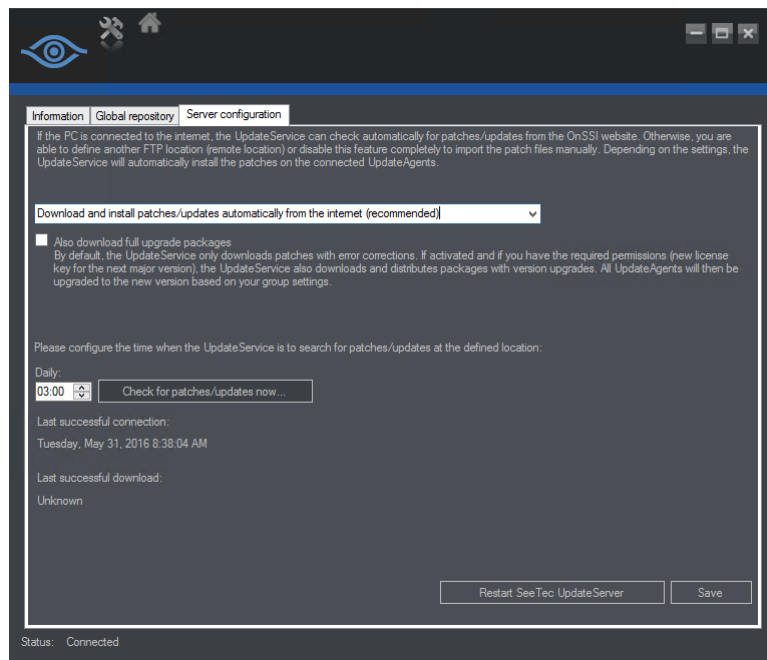 Information Global repository Server configuration
If the PC is connected to the internet, the UpdateService can check automatically for patches/updates from the OnSSI website. Otherwise, you are
able to define another FTP location (remote location) or disable this feature completely to import the patch files manually. Depending on the settings, the
UpdateService will automatically install the patches on the connected UpdateAgents.
Download and install patches/updates automatically from the internet (recommended)
Also download full upgrade packages
By default, the UpdateService only downloads patches with error corrections. If activated and if you have the required permissions (new license
key for the next major version), the UpdateService also downloads and distributes packages with version upgrades. All UpdateAgents will then be
upgraded to the new version based on your group settings.
Please configure the time when the UpdateService is to search for patches/updates at the defined location:
Daily:
03:00 Check for patches/updates now...
Last successful connection:
Tuesday, May 31, 2016 8:38:04 AM
Last successful download:
Unknown
Restart SeeTec UpdateServer Save
Status: Connected